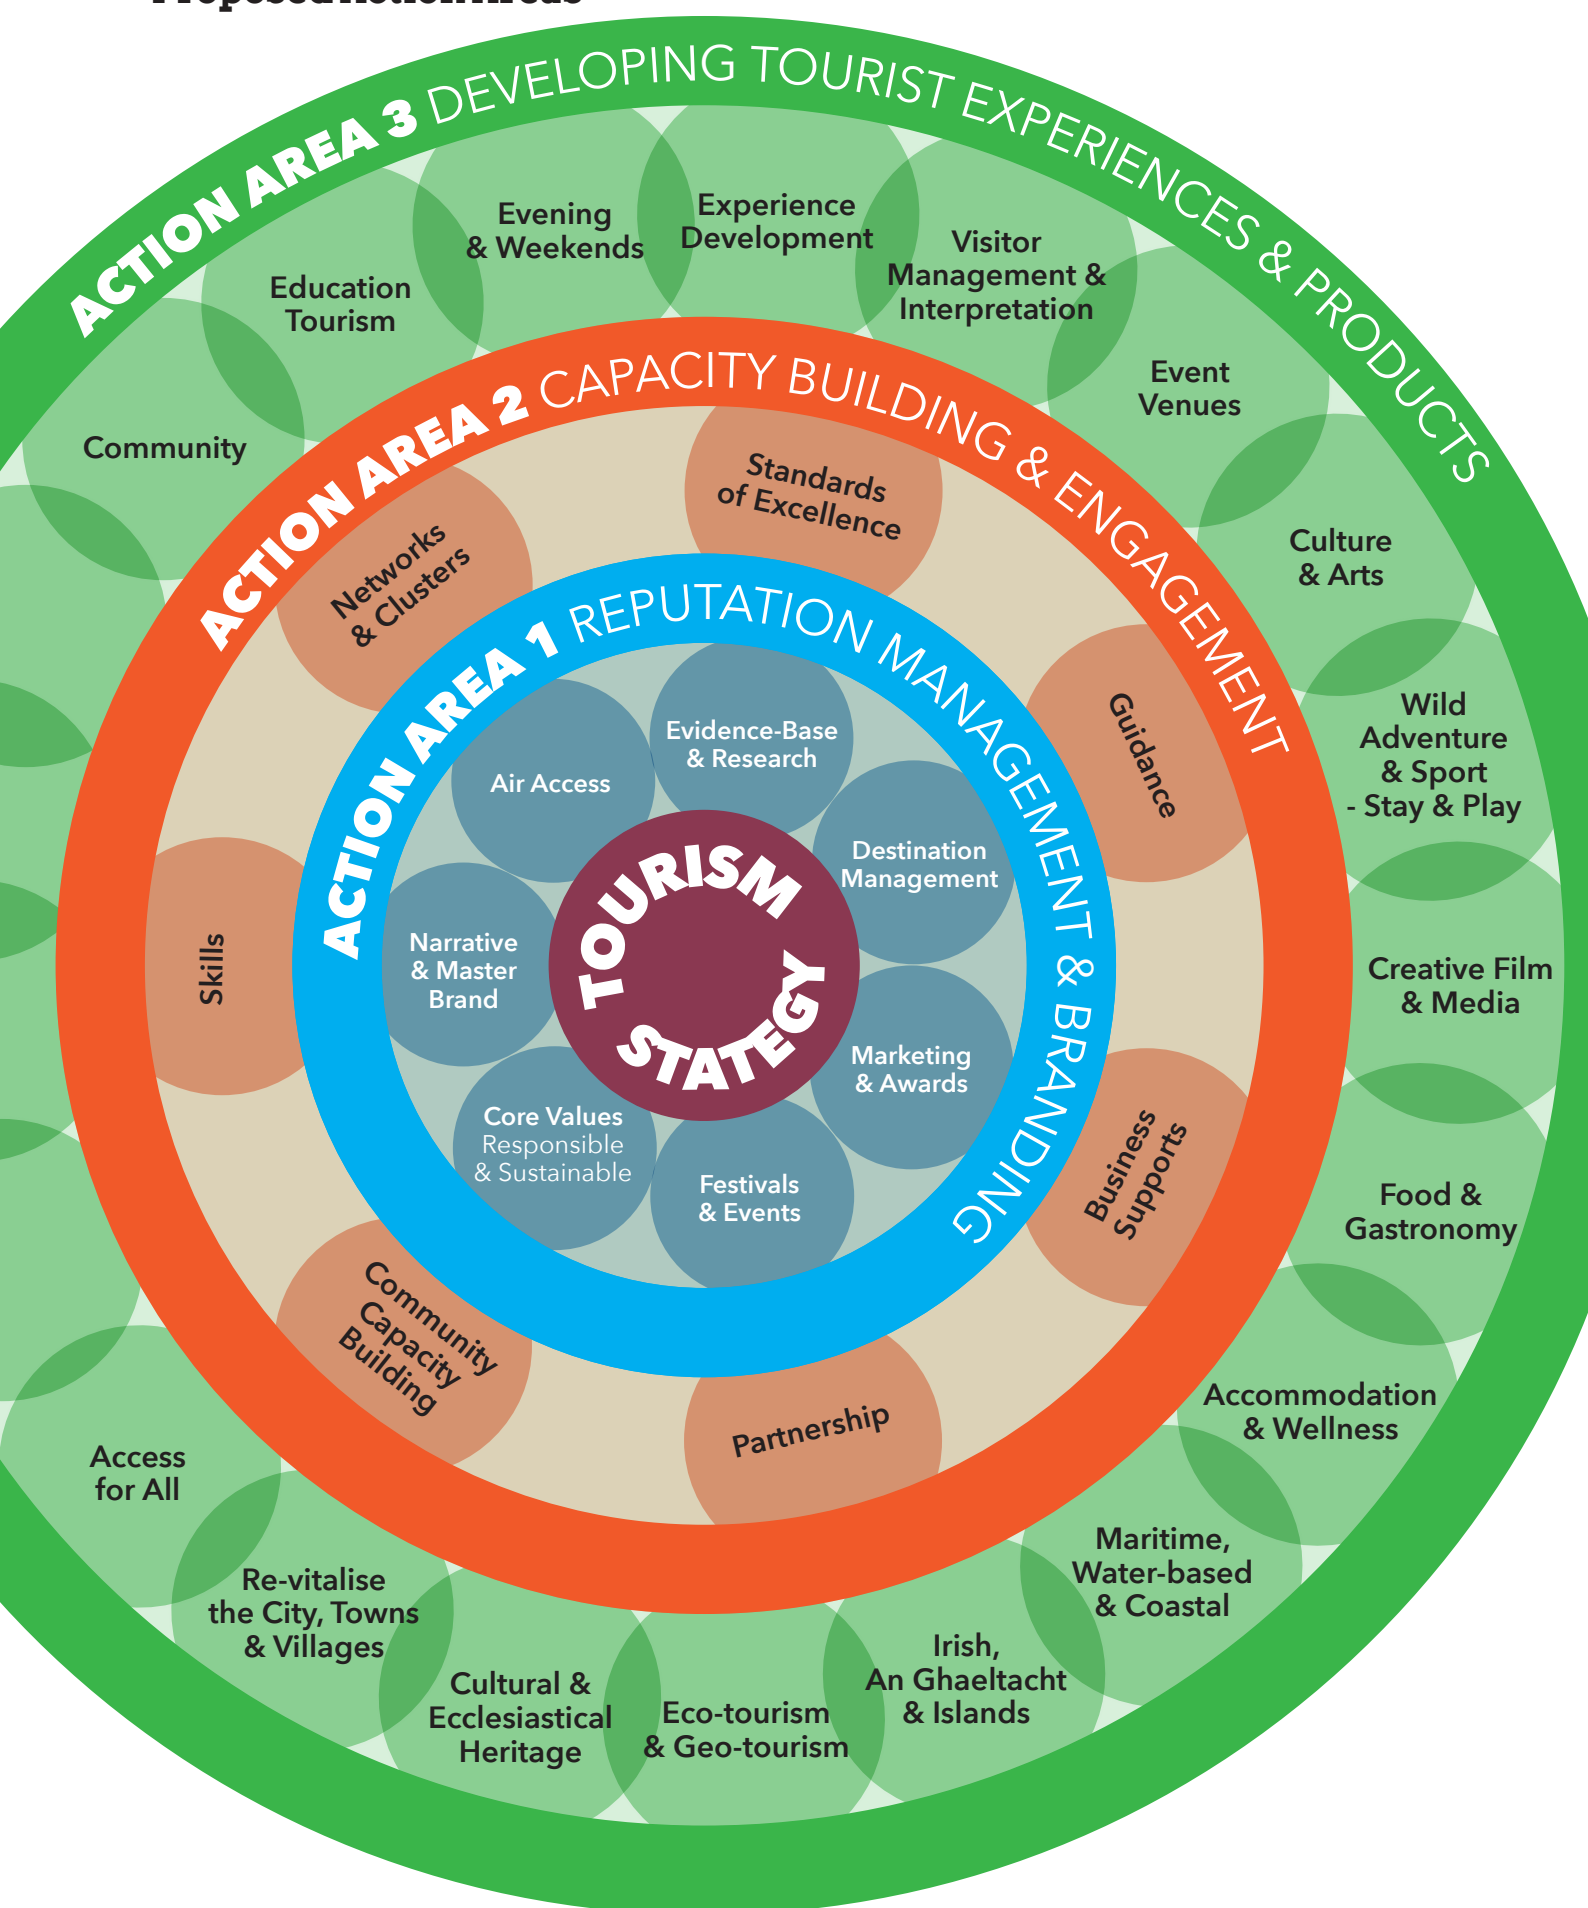 Proposed Action Areas
ACTION AREA 3 DEVELOPING TOURIST EXPERIENCES & PRODUCTS
Community
Education
Tourism
Evening
& Weekends
Experience
Development
Visitor
Management &
Interpretation
Event
Venues
Culture
& Arts
Wild
Adventure
& Sport
- Stay & Play
Creative Film
& Media
Food &
Gastronomy
Accommodation
& Wellness
Maritime,
Water-based
& Coastal
Irish,
An Ghaeltacht
& Islands
Eco-tourism
& Geo-tourism
Cultural &
Ecclesiastical
Heritage
Re-vitalise
the City, Towns
& Villages
Access
for All
ACTION AREA 2 CAPACITY BUILDING & ENGAGEMENT
Networks
& Clusters
Standards
of Excellence
Guidance
Business
Supports
Partnership
Community
Capacity
Building
Skills
ACTION AREA 1 REPUTATION MANAGEMENT & BRANDING
Air Access
Evidence-Base
& Research
Destination
Management
Marketing
& Awards
Festivals
& Events
Core Values
Responsible
& Sustainable
Narrative
& Master
Brand
TOURISM
STATEGY